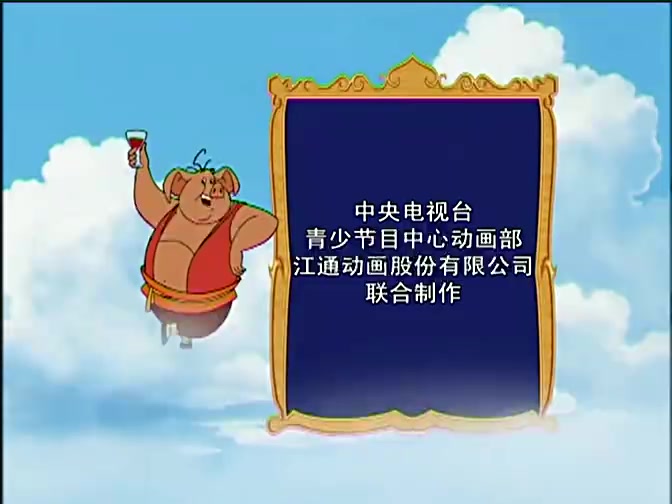 中央电视台
青少节目中心动画部
江通动画股份有限公司
联合制作